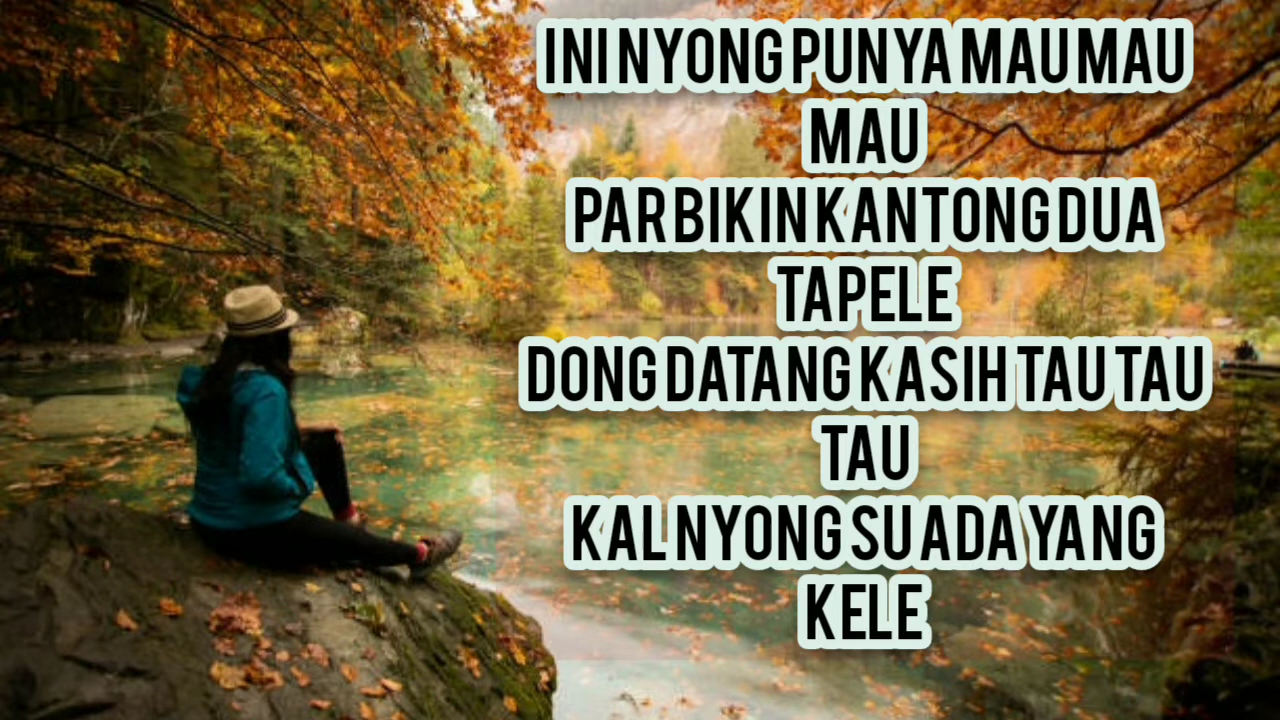 INI NYONG PUNYA MAU MAU
MAU
PAR BIKIN KANTONG DUA
TAPELE
DONG DATANG KASIH TAU TAU
TAU
KAL NYONG SU ADA YANG
KELE